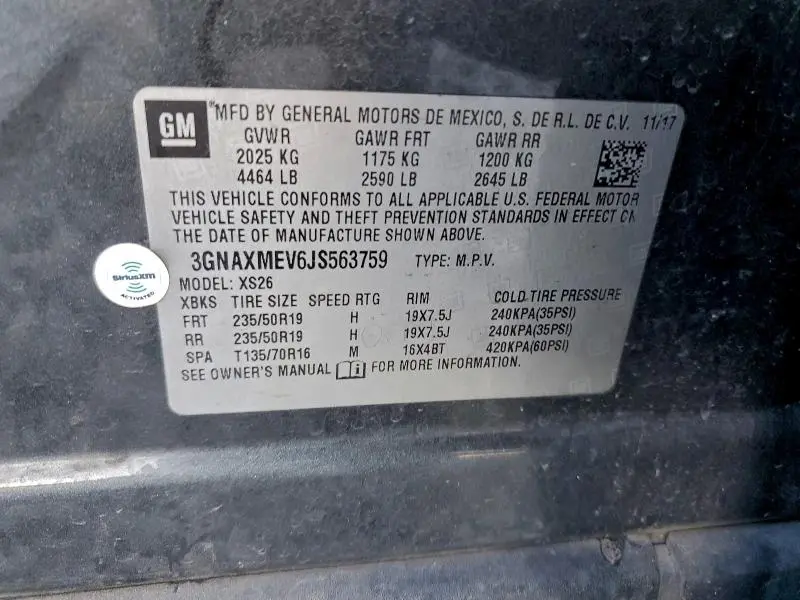 GM
®MFD BY GENERAL MOTORS DE MEXICO, S. DE R.L. DE C.V. 11/17
GVWR GAWR FRT GAWR RR
2025 KG 1175 KG 1200 KG
4464 LB 2590 LB 2645 LB
THIS VEHICLE CONFORMS TO ALL APPLICABLE U.S. FEDERAL MOTOR
VEHICLE SAFETY AND THEFT PREVENTION STANDARDS IN EFFECT ON
THE DATE OF MANUFACTURE SHOWN ABOVE.
3GNAXMEV6JS563759 TYPE: M.P.V.
SiriusXM
ACTIVATED
MODEL: XS26
XBKS TIRE SIZE SPEED RTG RIM COLD TIRE PRESSURE
FRT 235/50R19 H 19X7.5J 240KPA(35PSI)
RR 235/50R19 H 19X7.5J 240KPA(35PSI)
SPA T135/70R16 M 16X4BT 420KPA(60PSI)
SEE OWNER'S MANUAL FOR MORE INFORMATION.